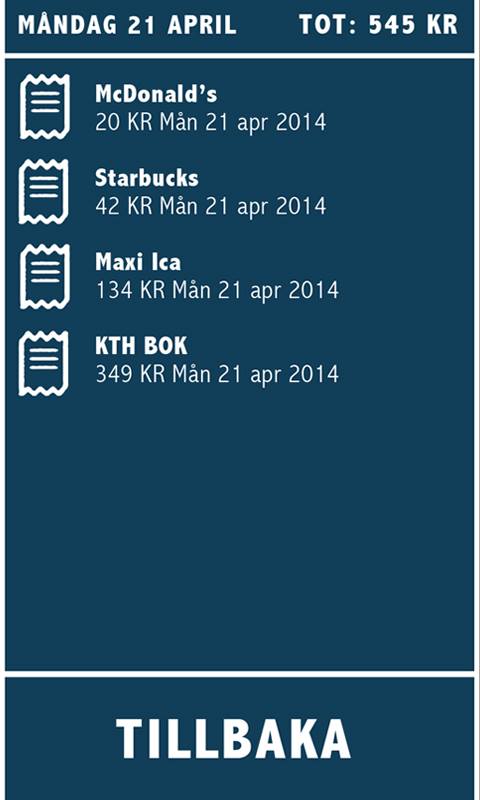 MÅNDAG 21 APRIL TOT: 545 KR
McDonald's
20 KR Mån 21 apr 2014
Starbucks
42 KR Mån 21 apr 2014
Maxi Ica
134 KR Mån 21 apr 2014
KTH BOK
349 KR Mån 21 apr 2014
TILLBAKA